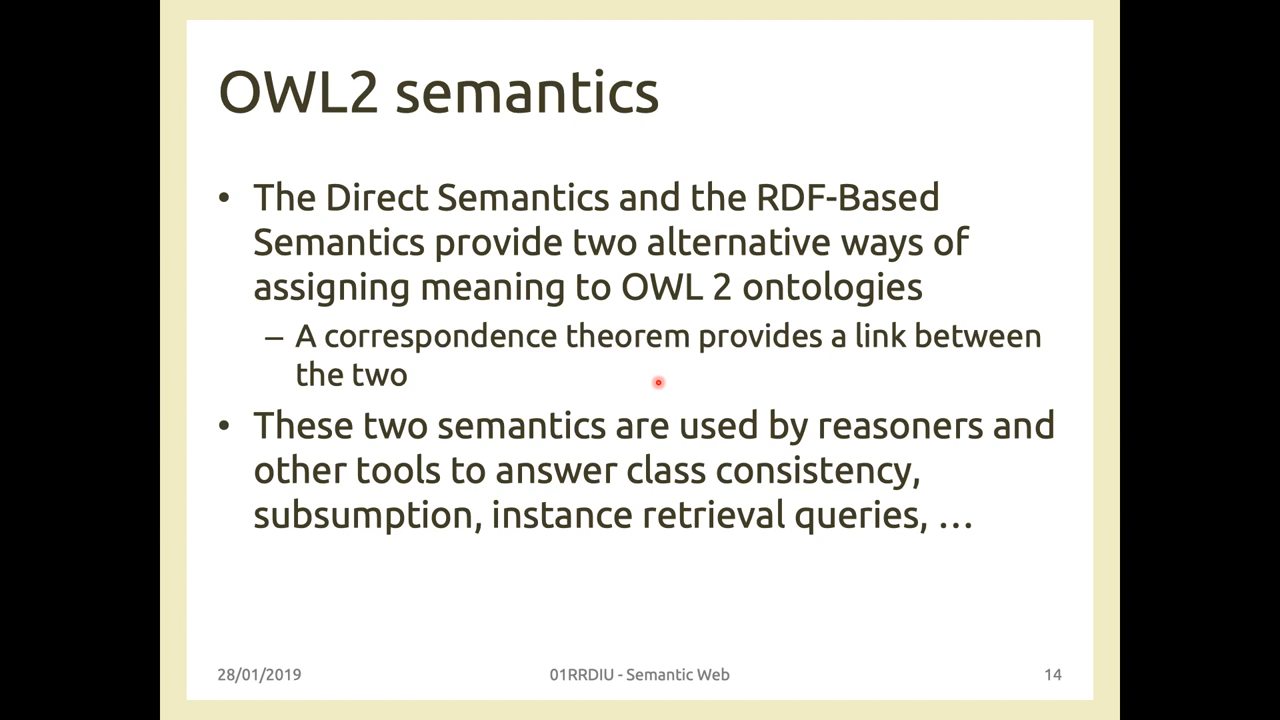 OWL2 semantics
• The Direct Semantics and the RDF-Based
Semantics provide two alternative ways of
assigning meaning to OWL 2 ontologies
– A correspondence theorem provides a link between
the two
• These two semantics are used by reasoners and
other tools to answer class consistency,
subsumption, instance retrieval queries, …
28/01/2019
01RRDIU - Semantic Web
14